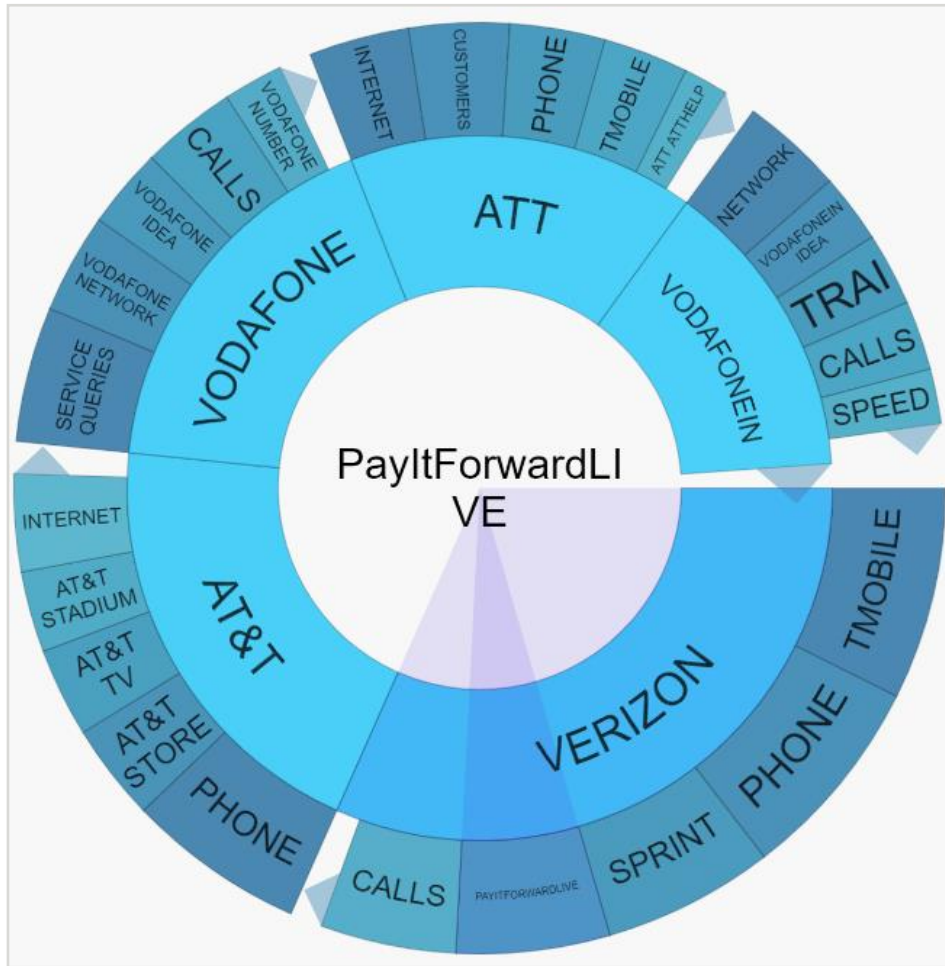 PayItForwardLI
VE
ATT
INTERNET
CUSTOMERS
PHONE
TMOBILE
ATT ATTHELP
VODAFONEIN
NETWORK
VODAFONEIN
IDEA
TRAI
CALLS
SPEED
VERIZON
TMOBILE
PHONE
SPRINT
PAYITFORWARDLIVE
CALLS
AT&T
PHONE
AT&T
STORE
AT&T
TV
AT&T
STADIUM
INTERNET
VODAFONE
SERVICE
QUERIES
VODAFONE
NETWORK
VODAFONE
IDEA
CALLS
VODAFONE
NUMBER